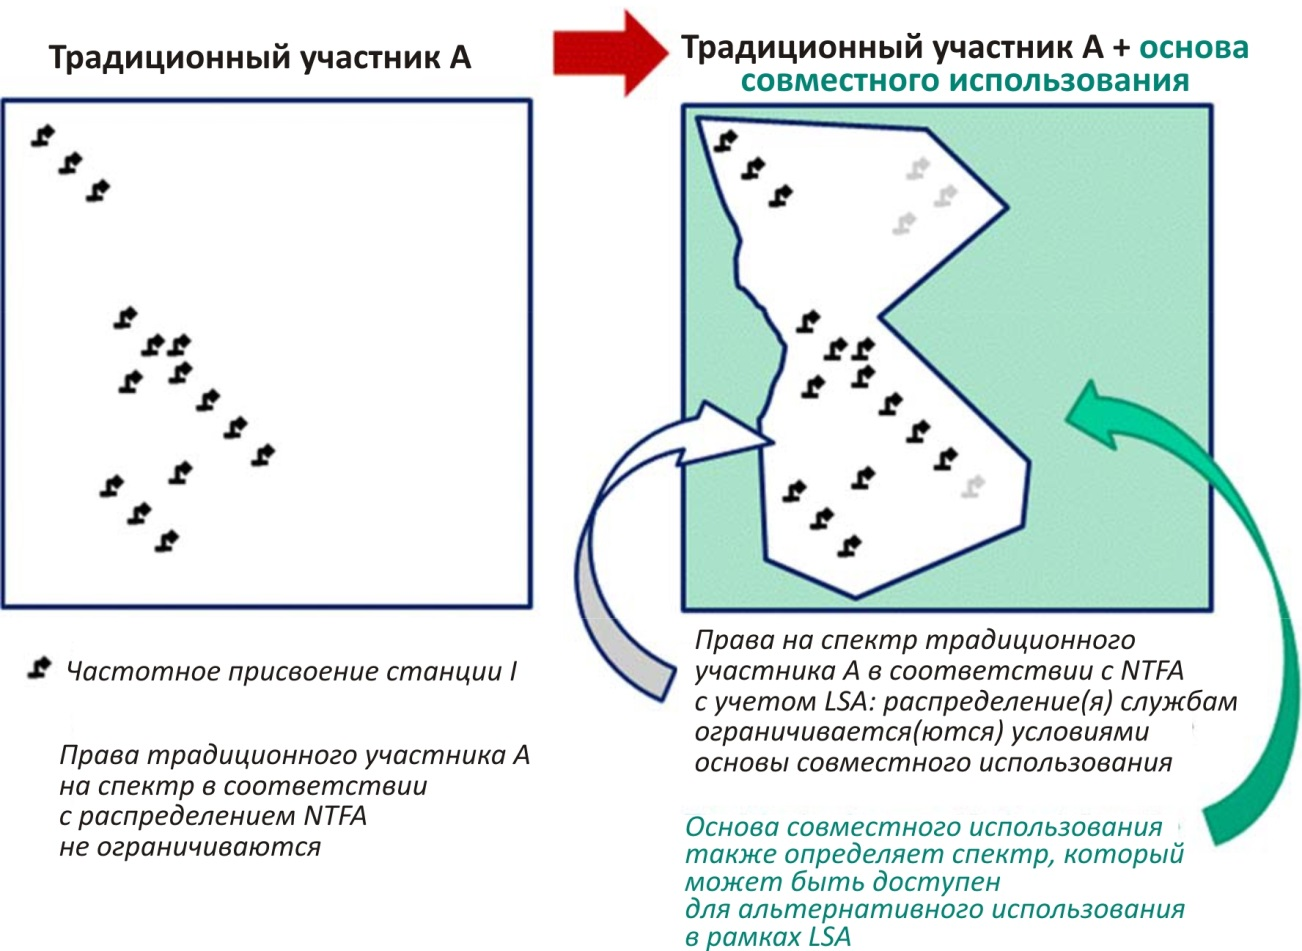 Традиционный участник А
Традиционный участник А + основа
совместного использования
Частотное присвоение станции I
Права традиционного участника А
на спектр в соответствии
с распределением NTFA
не ограничиваются
Права на спектр традиционного
участника А в соответствии с NTFA
с учетом LSA: распределение(я) службам
ограничивается(ются) условиями
основы совместного использования
Основа совместного использования
также определяет спектр, который
может быть доступен
для альтернативного использования
в рамках LSA